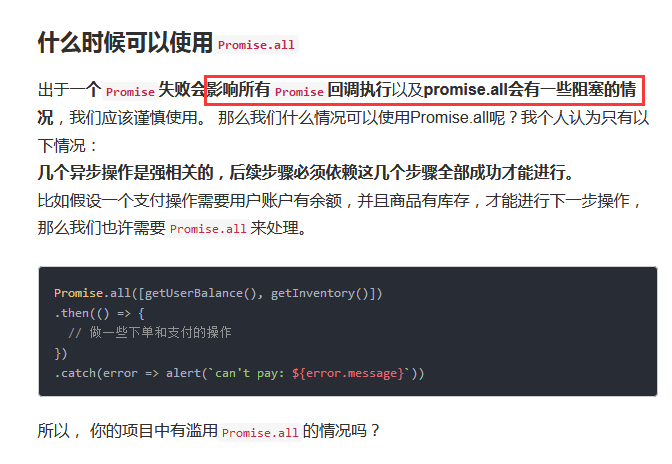 什么时候可以使用 Promise.all
出于一个 Promise 失败会影响所有 Promise 回调执行以及promise.all会有一些阻塞的情
况，我们应该谨慎使用。 那么我们什么情况可以使用Promise.all呢？我个人认为只有以
下情况：
几个异步操作是强相关的，后续步骤必须依赖这几个步骤全部成功才能进行。
比如假设一个支付操作需要用户账户有余额，并且商品有库存，才能进行下一步操作，
那么我们也许需要 Promise.all 来处理。
Promise.all([getUserBalance(), getInventory()])
.then(() => {
  // 做一些下单和支付的操作
})
.catch(error => alert(`can't pay: ${error.message}`))
所以， 你的项目中有滥用 Promise.all 的情况吗？